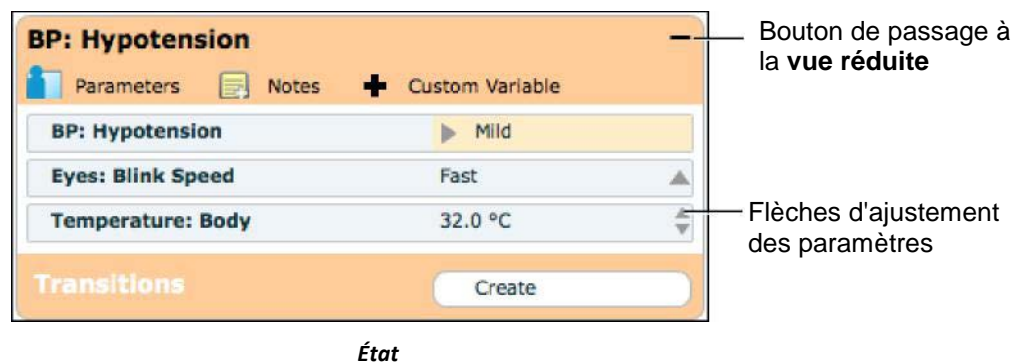 BP: Hypotension
Bouton de passage à
la vue réduite
Parameters Notes Custom Variable
BP: Hypotension Mild
Eyes: Blink Speed Fast
Temperature: Body 32.0 °C
Flèches d'ajustement
des paramètres
Transitions Create
État